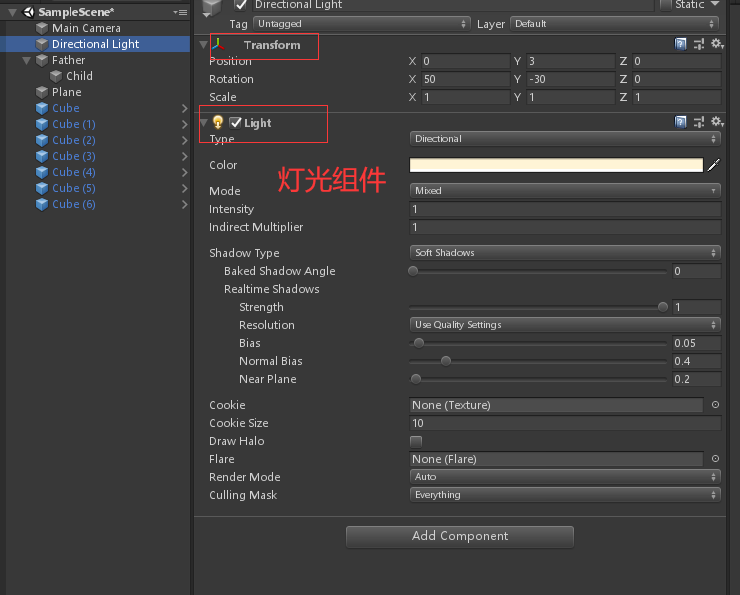 SampleScene*
Main Camera
Directional Light
Father
Child
Plane
Cube
Cube (1)
Cube (2)
Cube (3)
Cube (4)
Cube (5)
Cube (6)
Directional Light Static
Tag Untagged Layer Default
Transform
Position X 0 Y 3 Z 0
Rotation X 50 Y -30 Z 0
Scale X 1 Y 1 Z 1
Light
Type Directional
Color
灯光组件
Mode Mixed
Intensity 1
Indirect Multiplier 1
Shadow Type Soft Shadows
Baked Shadow Angle 0
Realtime Shadows
Strength 1
Resolution Use Quality Settings
Bias 0.05
Normal Bias 0.4
Near Plane 0.2
Cookie None (Texture)
Cookie Size 10
Draw Halo
Flare None (Flare)
Render Mode Auto
Culling Mask Everything
Add Component